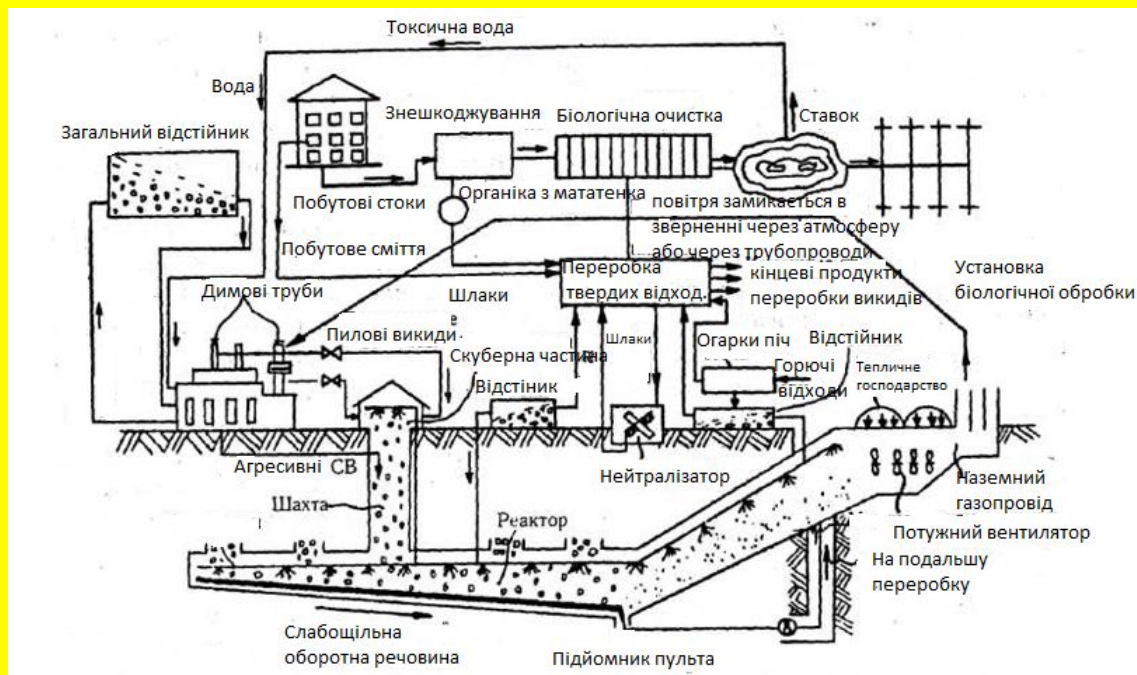 Токсична вода
Вода
Загальний відстійник
Знешкоджування
Біологічна очистка
Ставок
Побутові стоки
Органіка з мататенка
Побутове сміття
повітря замикається в
зверненні через атмосферу
або через трубопроводи
Переробка
твердих відход.
кінцеві продукти
переробки викидів
Установка
біологічної обробки
Димові труби
Шлаки
Пилові викиди
Скуберна частина
Шлаки
Огарки піч
Відстійник
Відстіник
Горючі
відходи
Тепличне
господарство
Агресивні СВ
Нейтралізатор
Наземний
газопровід
Шахта
Реактор
Потужний вентилятор
На подальшу
переробку
Слабощільна
оборотна речовина
Підйомник пульта